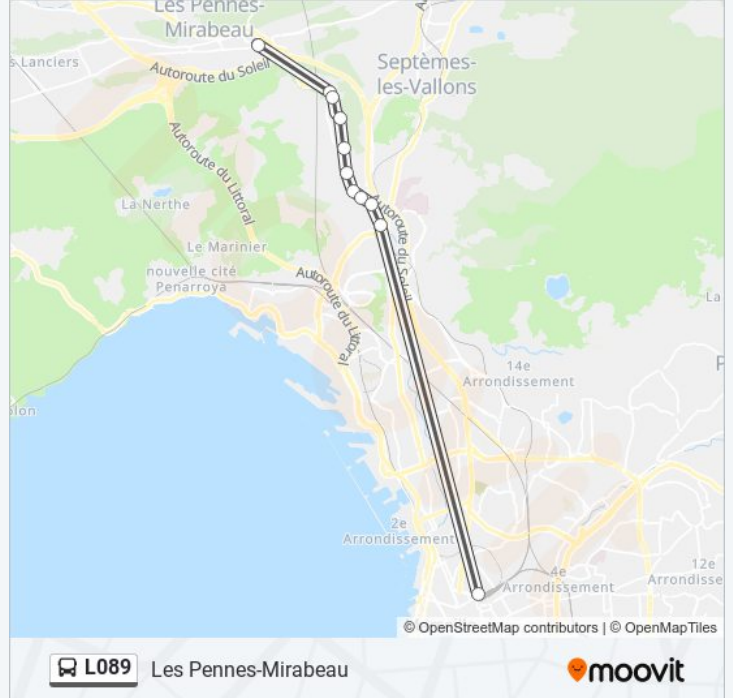 Les Pennes-
Mirabeau
s Lanciers
Autoroute du Soleil
Septèmes-
les-Vallons
A
Autoroute du Littoral
La Nerthe
Autoroute du Soleil
Le Marinier
nouvelle cité
Penarroya
Autoroute du Littoral
La
P
14e
Arrondissement
lon
2e
Arrondissement
4e
Arrondissement
12e
Arrondisse
© OpenStreetMap contributors | © OpenMapTiles
L089 Les Pennes-Mirabeau
moovit